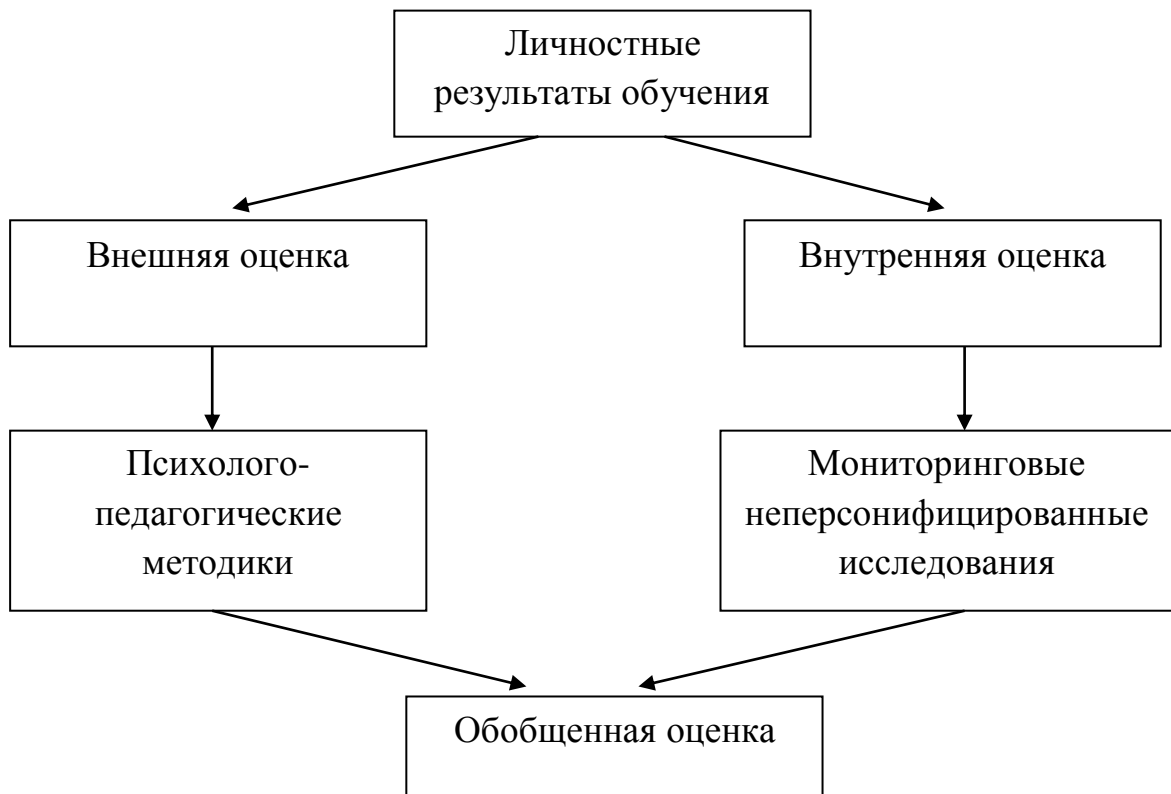 Личностные
результаты обучения
Внешняя оценка
Внутренняя оценка
Психолого-
педагогические
методики
Мониторинговые
неперсонифицированные
исследования
Обобщенная оценка